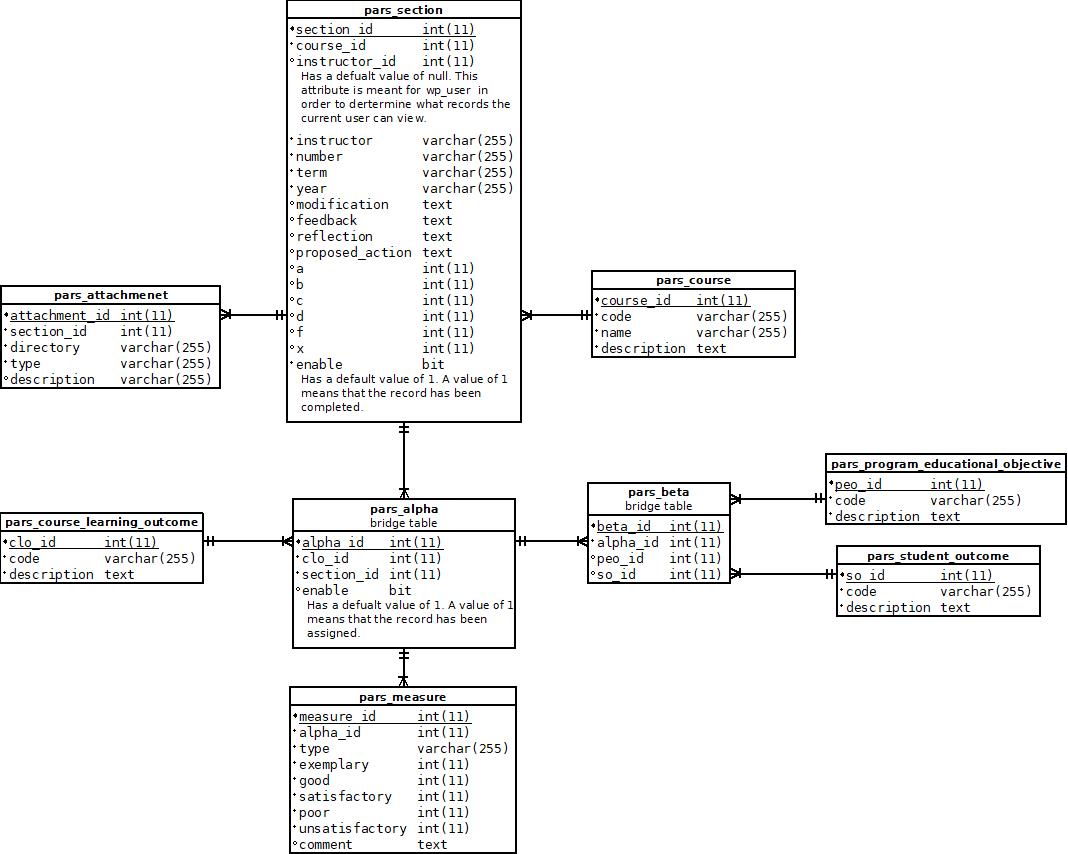 pars_section
section_id int(11)
course_id int(11)
instructor_id int(11)
Has a defualt value of null. This
attribute is meant for wp_user in
order to dertermine what records the
current user can view.
instructor varchar(255)
number varchar(255)
term varchar(255)
year varchar(255)
modification text
feedback text
reflection text
proposed_action text
a int(11)
b int(11)
c int(11)
d int(11)
f int(11)
x int(11)
enable bit
Has a default value of 1. A value of 1
means that the record has been
completed.
pars_attachmenet
attachment_id int(11)
section_id int(11)
directory varchar(255)
type varchar(255)
description varchar(255)
pars_course
course_id int(11)
code varchar(255)
name varchar(255)
description text
pars_course_learning_outcome
clo_id int(11)
code varchar(255)
description text
pars_alpha
bridge table
alpha_id int(11)
clo_id int(11)
section_id int(11)
enable bit
Has a defualt value of 1. A value of 1
means that the record has been
assigned.
pars_beta
bridge table
beta_id int(11)
alpha_id int(11)
peo_id int(11)
so_id int(11)
pars_program_educational_objective
peo_id int(11)
code varchar(255)
description text
pars_student_outcome
so_id int(11)
code varchar(255)
description text
pars_measure
measure_id int(11)
alpha_id int(11)
type varchar(255)
exemplary int(11)
good int(11)
satisfactory int(11)
poor int(11)
unsatisfactory int(11)
comment text